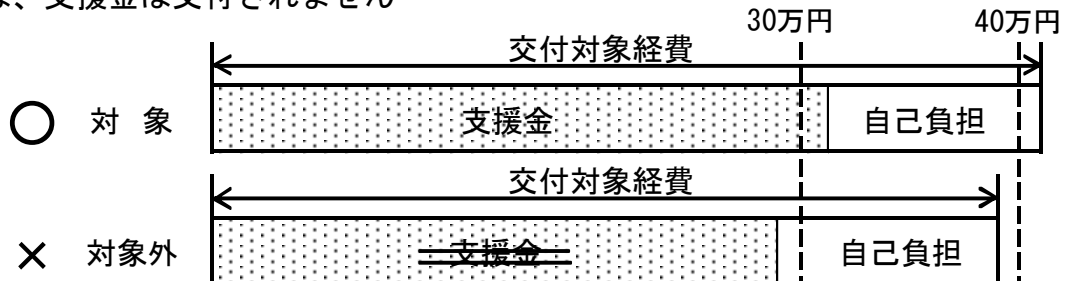 は、支援金は交付されません
30万円 40万円
交付対象経費
○ 対象 支援金 自己負担
交付対象経費
× 対象外 支援金 自己負担